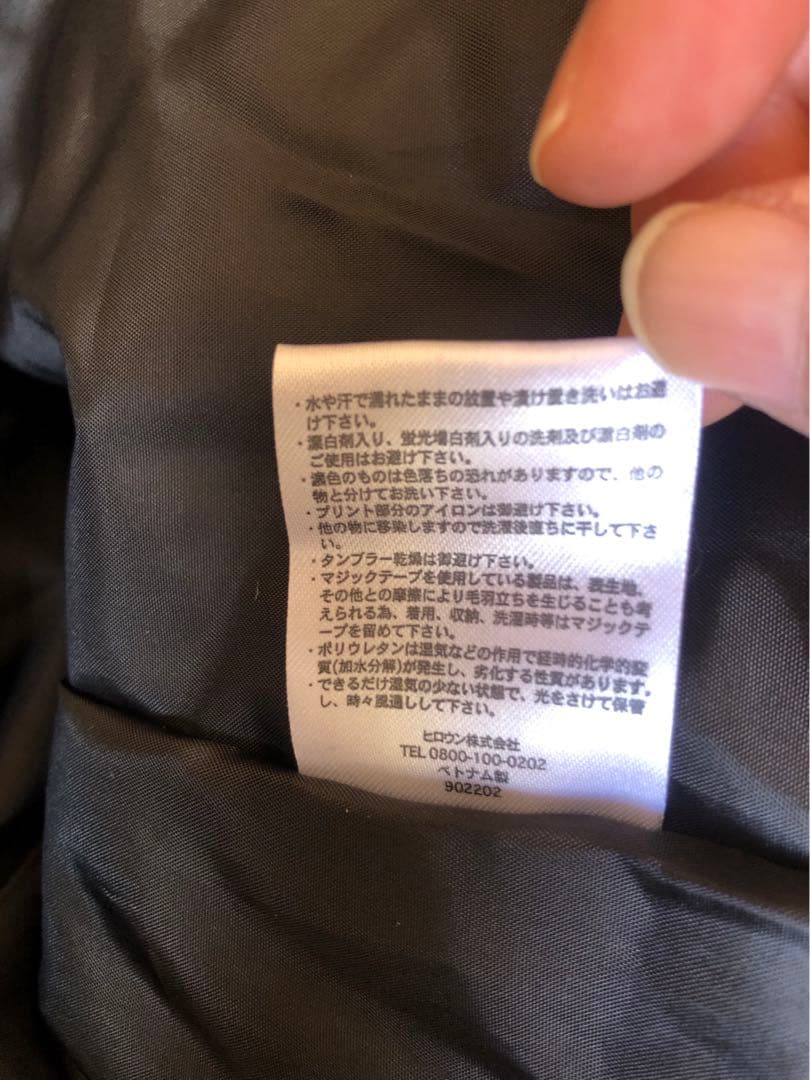 ・水や汗で濡れたままの放置や漬け置き洗いはお避
け下さい。
・漂白剤入り、蛍光増白剤入りの洗剤及び漂白剤の
ご使用はお避け下さい。
・濃色のものは色落ちの恐れがありますので、他の
物と分けてお洗い下さい。
・プリント部分のアイロンは御避け下さい。
・他の物に移染しますので洗濯後直ちに干して下さ
い。
・タンブラー乾燥は御避け下さい。
・マジックテープを使用している製品は、表生地、
その他との摩擦により毛羽立ちを生じることも考
えられる為、着用、収納、洗濯時等はマジックテ
ープを留めて下さい。
・ポリウレタンは湿気などの作用で経時的化学的変
質(加水分解)が発生し、劣化する性質があります。
・できるだけ湿気の少ない状態で、光をさけて保管
し、時々風通しして下さい。
ヒロウン株式会社
TEL 0800-100-0202
ベトナム製
902202